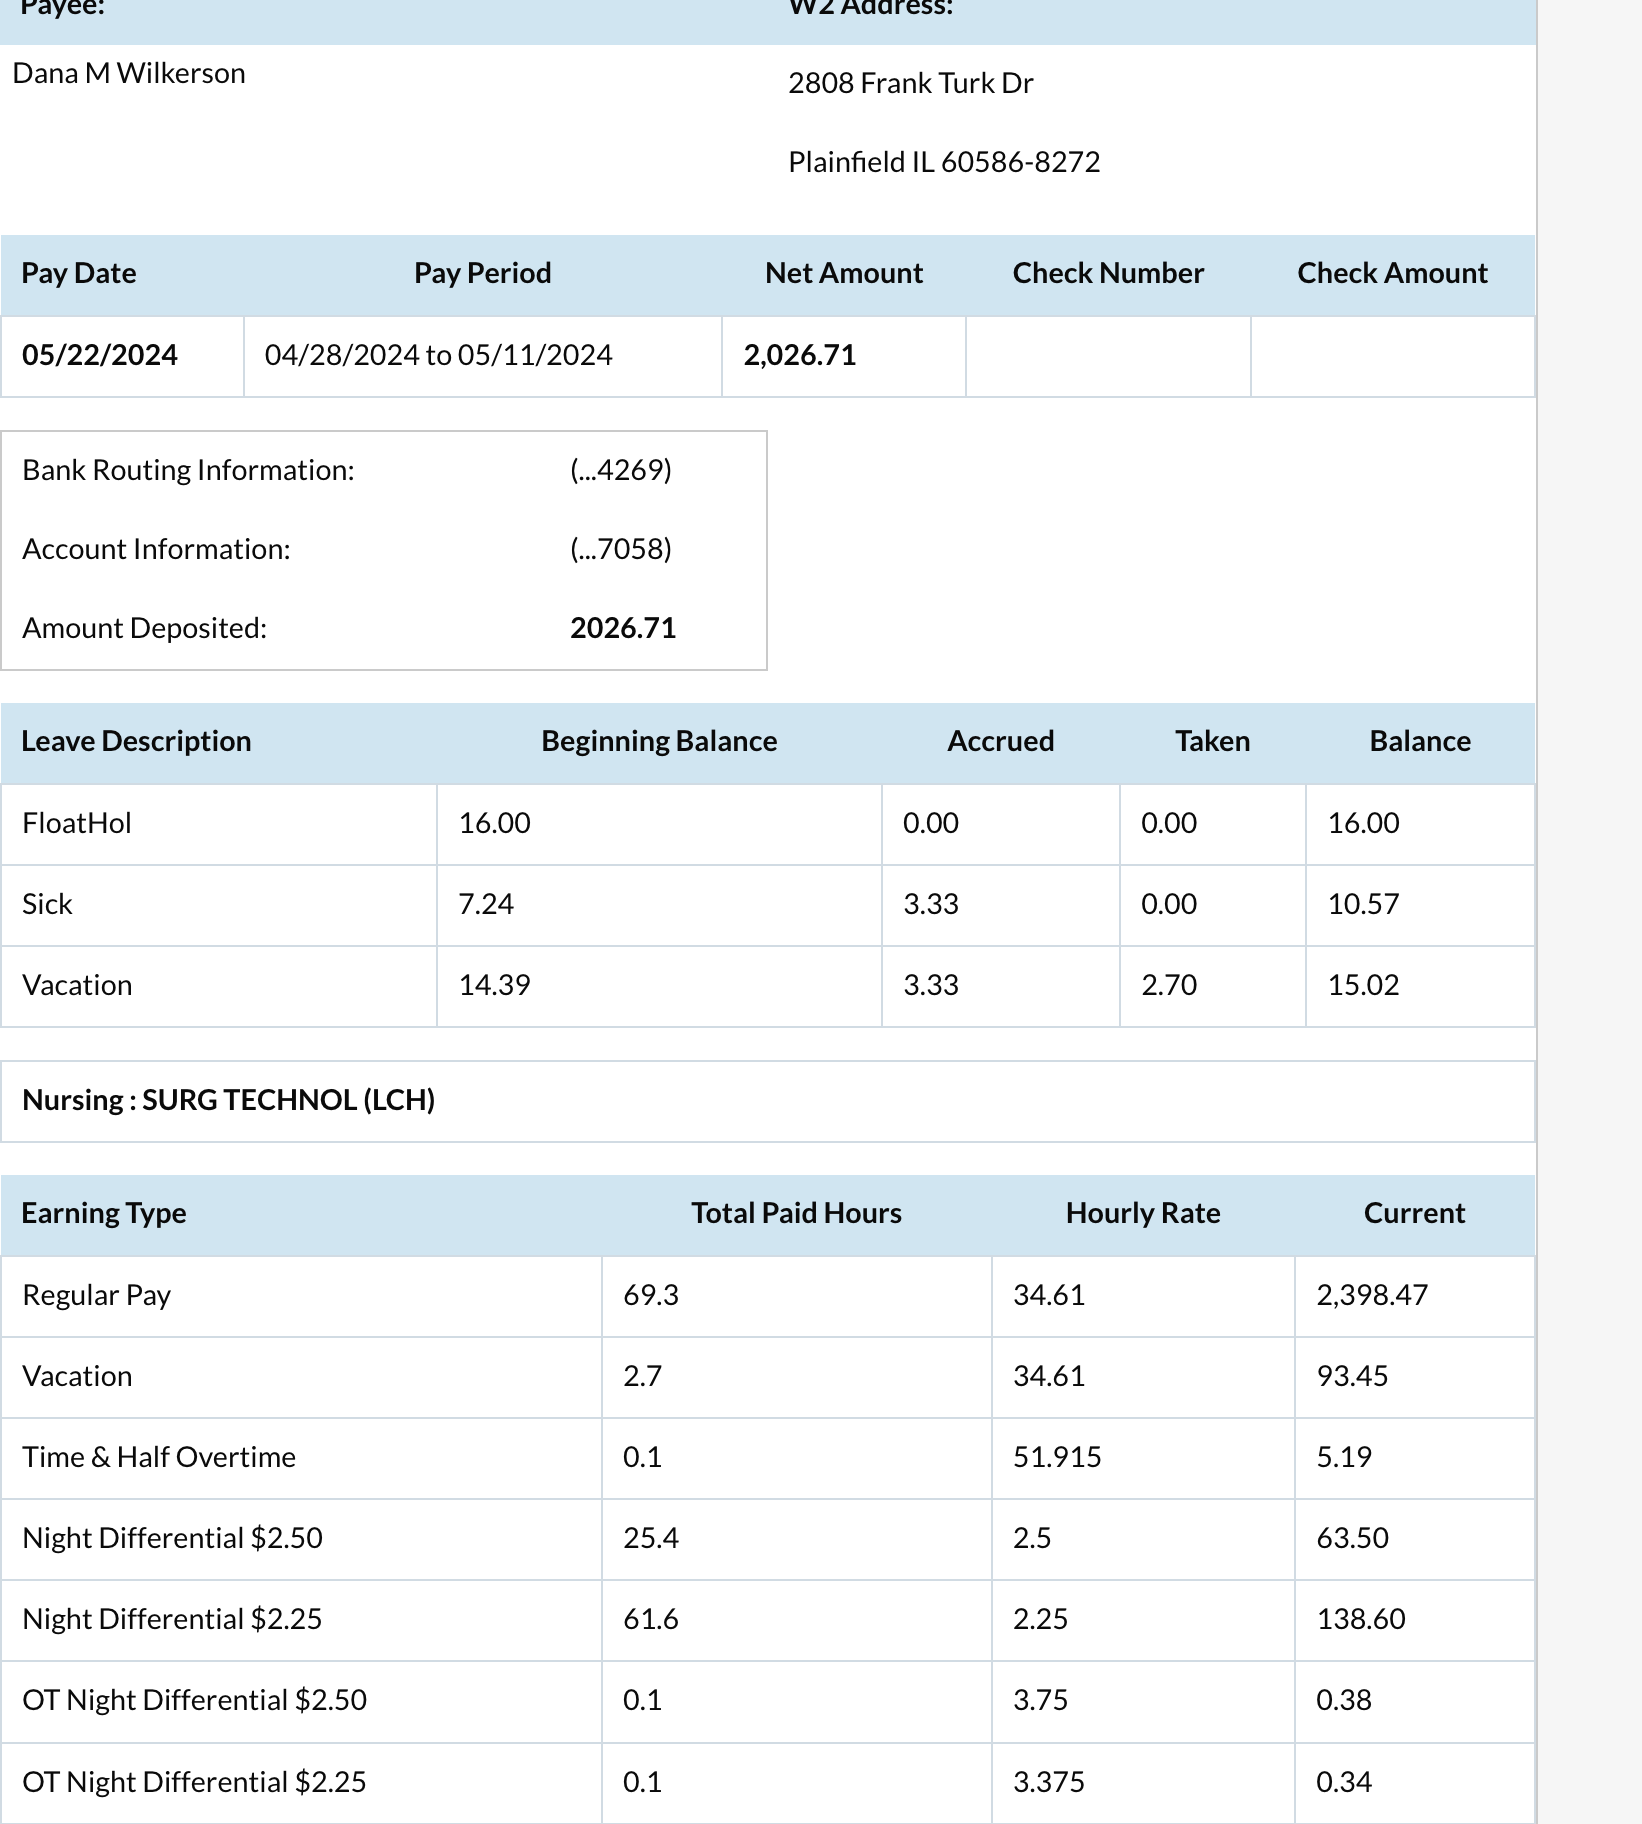 Payee: W2 Address:
Dana M Wilkerson
2808 Frank Turk Dr
Plainfield IL 60586-8272
Pay Date Pay Period Net Amount Check Number Check Amount
05/22/2024 04/28/2024 to 05/11/2024 2,026.71
Bank Routing Information: (...4269)
Account Information: (...7058)
Amount Deposited: 2026.71
Leave Description Beginning Balance Accrued Taken Balance
FloatHol 16.00 0.00 0.00 16.00
Sick 7.24 3.33 0.00 10.57
Vacation 14.39 3.33 2.70 15.02
Nursing : SURG TECHNOL (LCH)
Earning Type Total Paid Hours Hourly Rate Current
Regular Pay 69.3 34.61 2,398.47
Vacation 2.7 34.61 93.45
Time & Half Overtime 0.1 51.915 5.19
Night Differential $2.50 25.4 2.5 63.50
Night Differential $2.25 61.6 2.25 138.60
OT Night Differential $2.50 0.1 3.75 0.38
OT Night Differential $2.25 0.1 3.375 0.34